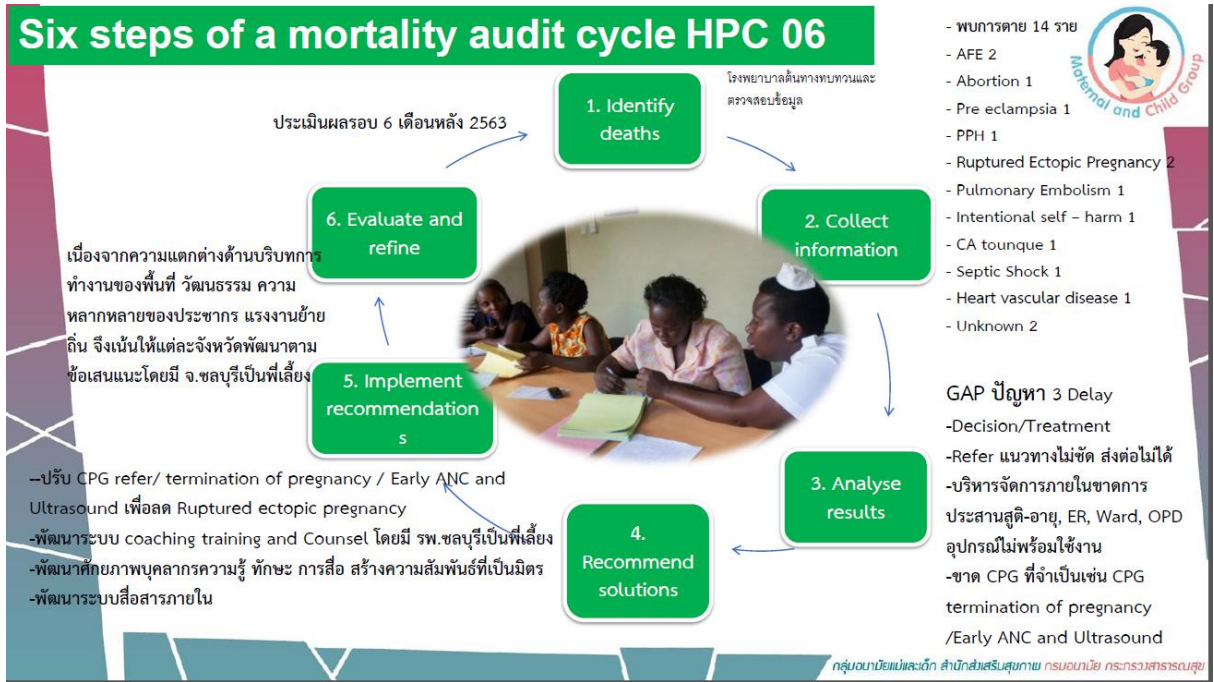 Six steps of a mortality audit cycle HPC 06
โรงพยาบาลต้นทางทบทวนและ
ตรวจสอบข้อมูล
1. Identify
deaths
ประเมินผลรอบ 6 เดือนหลัง 2563
2. Collect
information
6. Evaluate and
refine
เนื่องจากความแตกต่างด้านบริบทการ
ทำงานของพื้นที่ วัฒนธรรม ความ
หลากหลายของประชากร แรงงานย้าย
ถิ่น จึงเน้นให้แต่ละจังหวัดพัฒนาตาม
ข้อเสนแนะโดยมี จ.ชลบุรีเป็นพี่เลี้ยง
5. Implement
recommendation
s
3. Analyse
results
4.
Recommend
solutions
--ปรับ CPG refer/ termination of pregnancy / Early ANC and
Ultrasound เพื่อลด Ruptured ectopic pregnancy
-พัฒนาระบบ coaching training and Counsel โดยมี รพ.ชลบุรีเป็นพี่เลี้ยง
-พัฒนาศักยภาพบุคลากรความรู้ ทักษะ การสื่อ สร้างความสัมพันธ์ที่เป็นมิตร
-พัฒนาระบบสื่อสารภายใน
- พบการตาย 14 ราย
- AFE 2
- Abortion 1
- Pre eclampsia 1
- PPH 1
- Ruptured Ectopic Pregnancy 2
- Pulmonary Embolism 1
- Intentional self – harm 1
- CA tounque 1
- Septic Shock 1
- Heart vascular disease 1
- Unknown 2
Maternal and Child Group
GAP ปัญหา 3 Delay
-Decision/Treatment
-Refer แนวทางไม่ชัด ส่งต่อไม่ได้
-บริหารจัดการภายในขาดการ
ประสานสูติ-อายุ, ER, Ward, OPD
อุปกรณ์ไม่พร้อมใช้งาน
-ขาด CPG ที่จำเป็นเช่น CPG
termination of pregnancy
/Early ANC and Ultrasound
กลุ่มอนามัยแม่และเด็ก สำนักส่งเสริมสุขภาพ กรมอนามัย กระทรวงสาธารณสุข